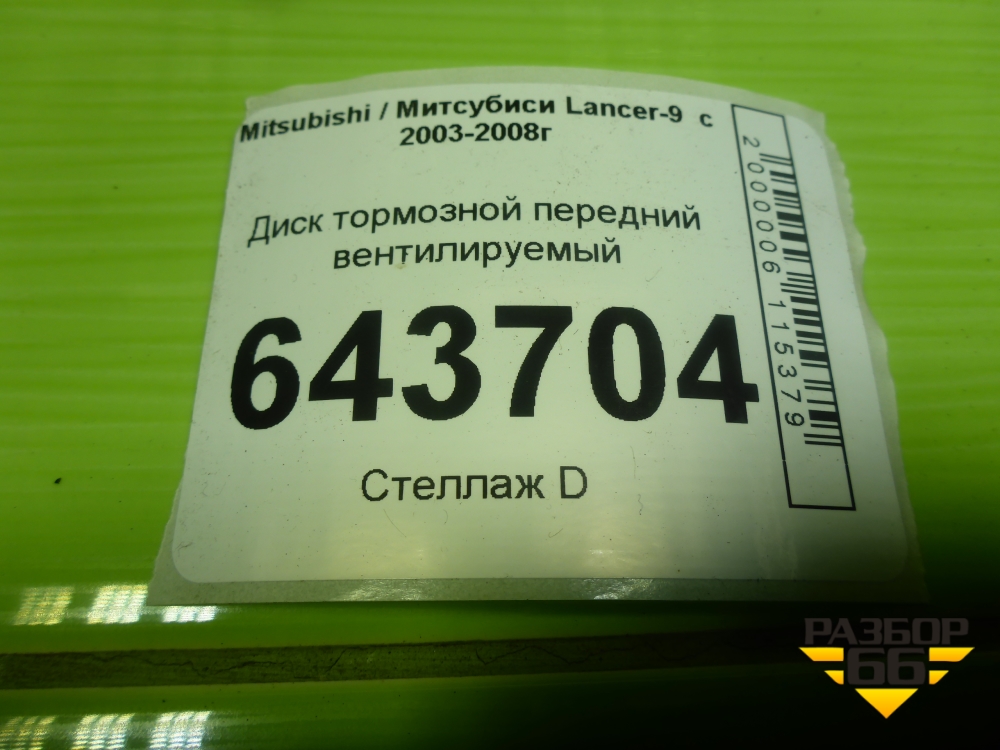 Mitsubishi / Митсубиси Lancer-9 с
2003-2008г
Диск тормозной передний
вентилируемый
643704
Стеллаж D
2000006115379
РАЗБОР
66